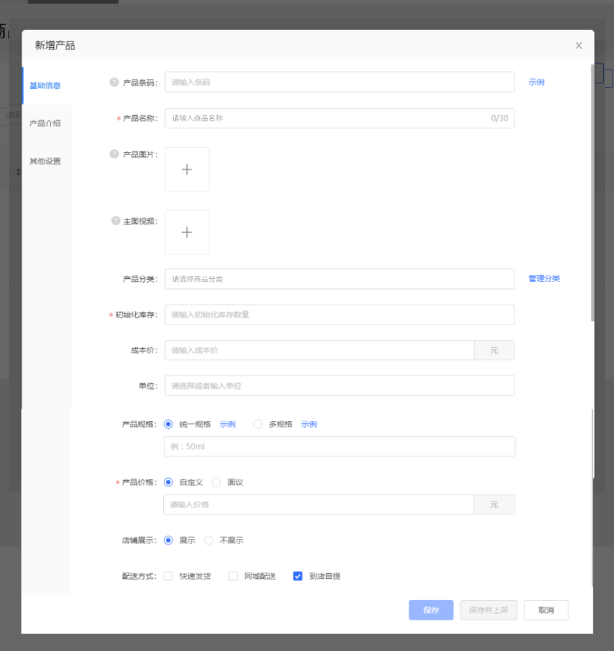 新增产品
基础信息
产品介绍
其他设置
产品条码: 请输入条码 示例
* 产品名称: 请输入商品名称 0/30
产品图片:
主图视频:
产品分类: 请选择商品分类 管理分类
* 初始化库存: 请输入初始化库存数量
成本价: 请输入成本价 元
单位: 请选择或者输入单位
产品规格: 统一规格 示例 多规格 示例
例：50ml
* 产品价格: 自定义 面议
请输入价格 元
店铺展示: 展示 不展示
配送方式: 快递发货 同城配送 到店自提
保存 保存并上架 取消